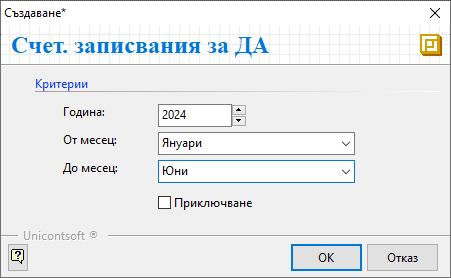 Създаване*
Счет. записвания за ДА
Критерии
Година: 2024
От месец: Януари
До месец: Юни
Приключване
Unicontsoft ®
? OK Отказ